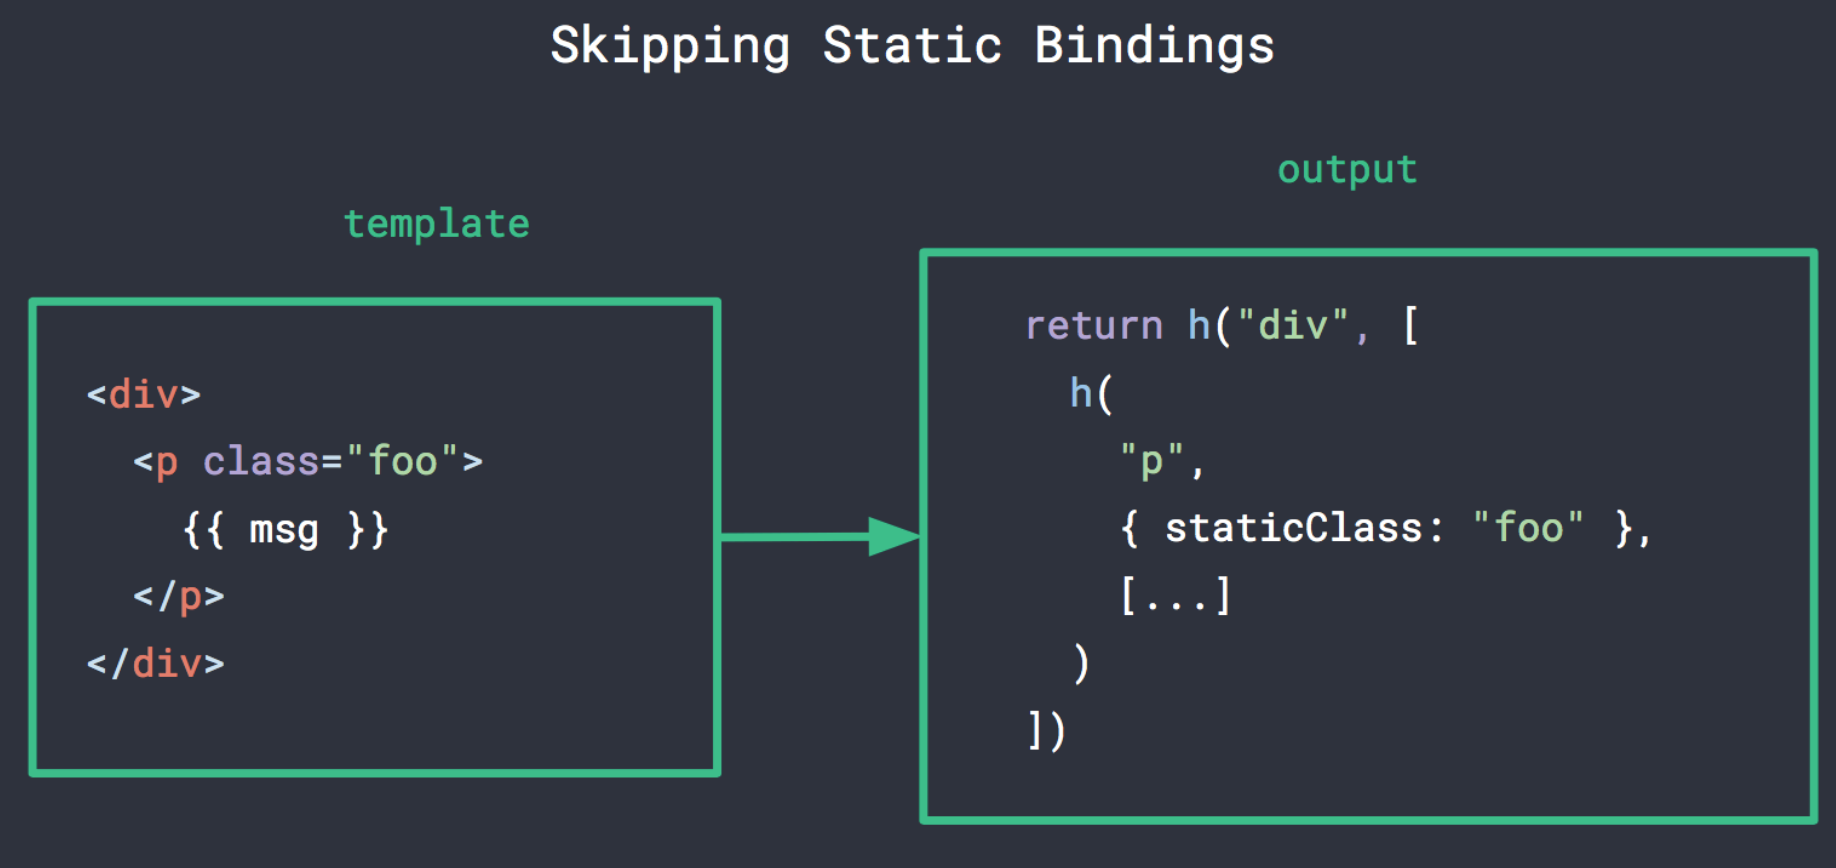 Skipping Static Bindings
template
<div>
  <p class="foo">
    {{ msg }}
  </p>
</div>
output
return h("div", [
  h(
    "p",
    { staticClass: "foo" },
    [...]
  )
])